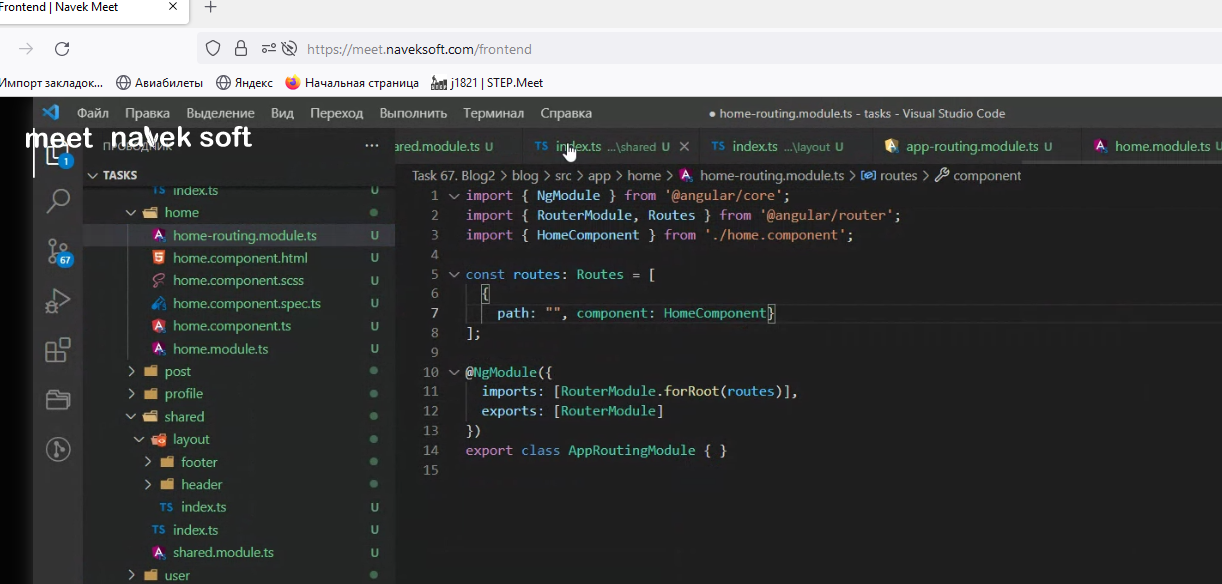 Frontend | Navek Meet
https://meet.naveksoft.com/frontend
Импорт закладок... Авиабилеты Яндекс Начальная страница j1821 | STEP.Meet
Файл Правка Выделение Вид Переход Выполнить Терминал Справка ● home-routing.module.ts - tasks - Visual Studio Code
meet navek soft
ПРОВОДНИК ...
ared.module.ts U TS index.ts ...\shared U TS index.ts ...\layout U app-routing.module.ts U home.module.ts U
TASKS
Task 67. Blog2 > blog > src > app > home > home-routing.module.ts > routes > component
TS index.ts U
home
home-routing.module.ts U
home.component.html U
home.component.scss U
home.component.spec.ts U
home.component.ts U
home.module.ts U
post
profile
shared
layout
footer
header
TS index.ts U
TS index.ts U
shared.module.ts U
user
1
67
1 import { NgModule } from '@angular/core';
2 import { RouterModule, Routes } from '@angular/router';
3 import { HomeComponent } from './home.component';
4
5 const routes: Routes = [
6 {
7 path: "", component: HomeComponent}
8 ];
9
10 @NgModule({
11 imports: [RouterModule.forRoot(routes)],
12 exports: [RouterModule]
13 })
14 export class AppRoutingModule { }
15